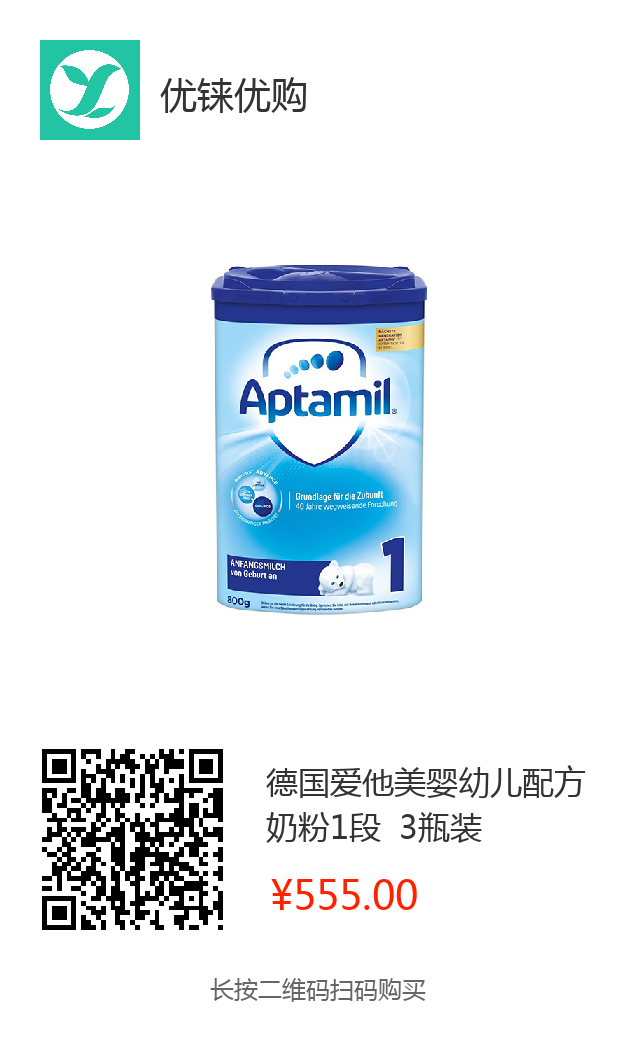 优铼优购
Aptamil®
Grundlage für die Zukunft
40 Jahre wegweisende Forschung
ANFANGSMILCH
von Geburt an
1
800g
德国爱他美婴幼儿配方
奶粉1段 3瓶装
¥555.00
长按二维码扫码购买